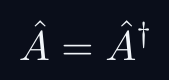 Â = Â†